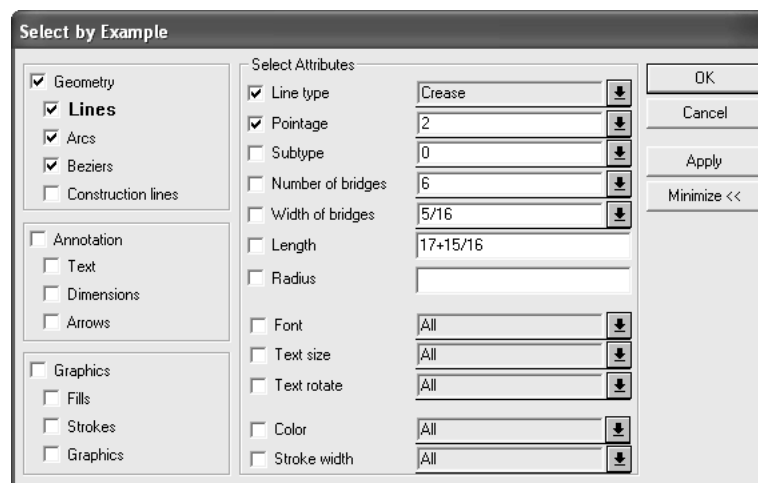 Select by Example
Geometry
Lines
Arcs
Beziers
Construction lines
Annotation
Text
Dimensions
Arrows
Graphics
Fills
Strokes
Graphics
Select Attributes
Line type Crease
Pointage 2
Subtype 0
Number of bridges 6
Width of bridges 5/16
Length 17+15/16
Radius
Font All
Text size All
Text rotate All
Color All
Stroke width All
OK
Cancel
Apply
Minimize <<